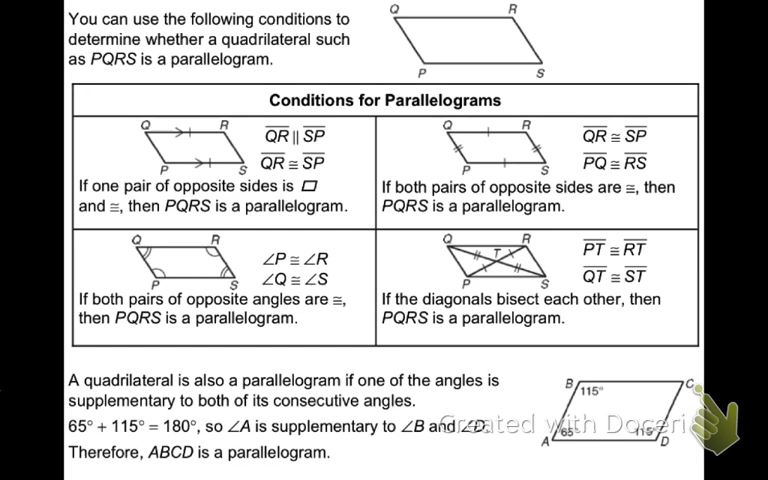 You can use the following conditions to
determine whether a quadrilateral such
as PQRS is a parallelogram.
Q R
P S
Conditions for Parallelograms
Q R
P S
QR ∥ SP
QR ≅ SP
If one pair of opposite sides is ▱
and ≅, then PQRS is a parallelogram.
Q R
P S
QR ≅ SP
PQ ≅ RS
If both pairs of opposite sides are ≅, then
PQRS is a parallelogram.
Q R
P S
∠P ≅ ∠R
∠Q ≅ ∠S
If both pairs of opposite angles are ≅,
then PQRS is a parallelogram.
Q R
T
P S
PT ≅ RT
QT ≅ ST
If the diagonals bisect each other, then
PQRS is a parallelogram.
A quadrilateral is also a parallelogram if one of the angles is
supplementary to both of its consecutive angles.
65° + 115° = 180°, so ∠A is supplementary to ∠B and ∠D.
Therefore, ABCD is a parallelogram.
B C
115°
65° 115°
A D
Created with Doceri